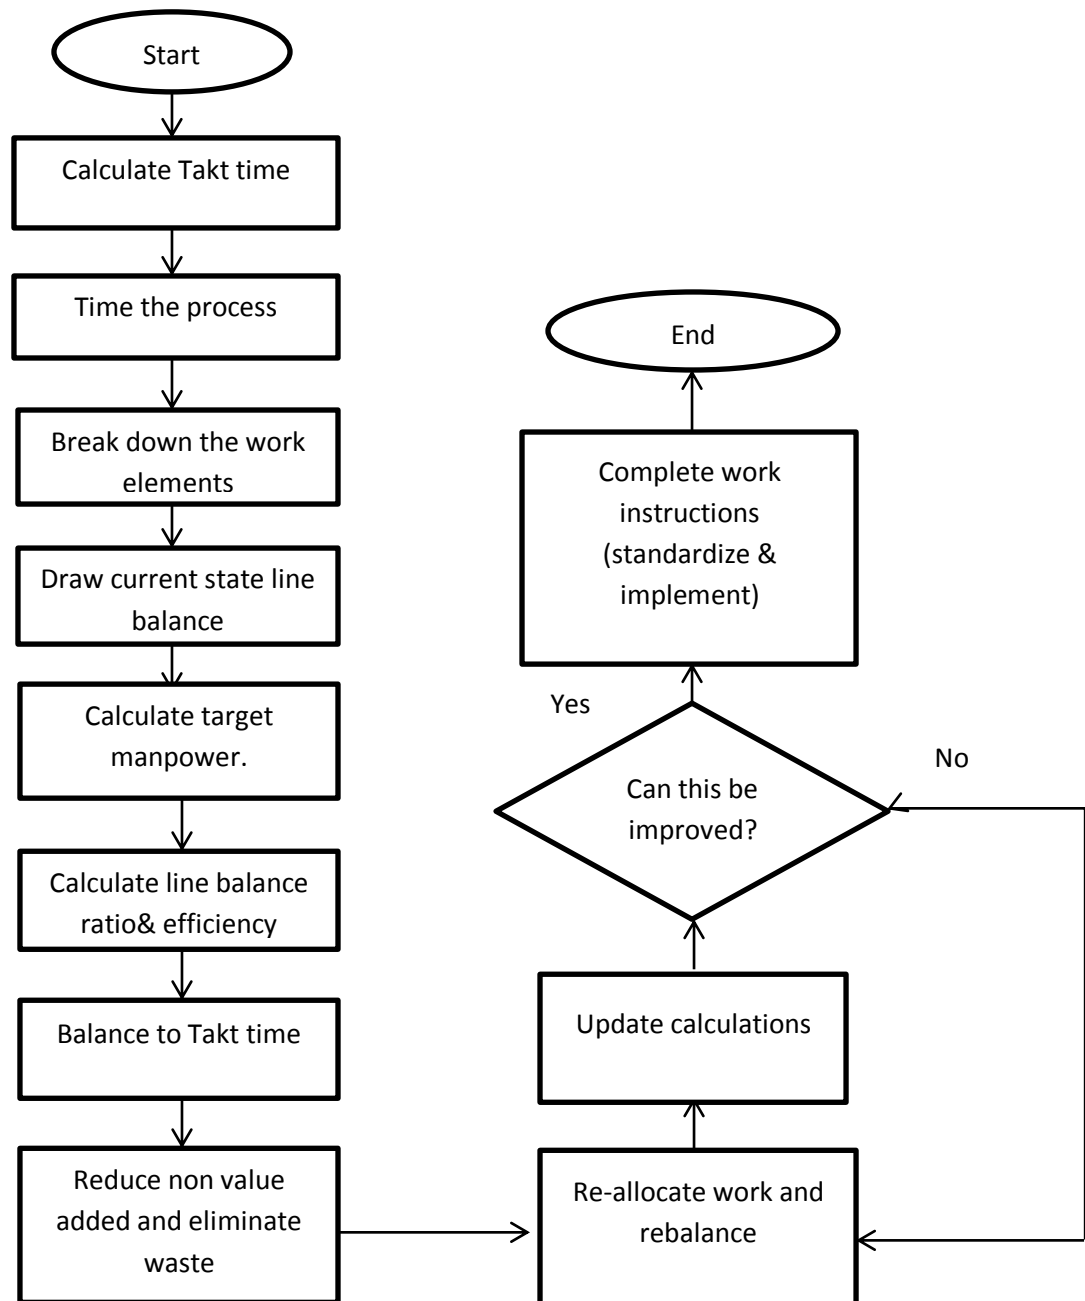 Start
Calculate Takt time
Time the process
Break down the work
elements
Draw current state line
balance
Calculate target
manpower.
Calculate line balance
ratio& efficiency
Balance to Takt time
Reduce non value
added and eliminate
waste
Re-allocate work and
rebalance
Update calculations
Can this be
improved?
Yes
No
Complete work
instructions
(standardize &
implement)
End